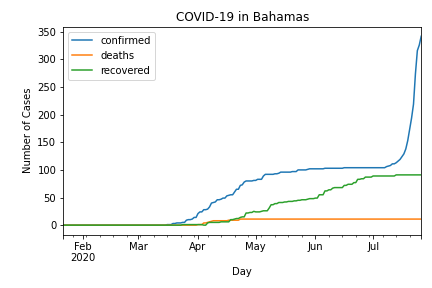 COVID-19 in Bahamas
confirmed
deaths
recovered
Number of Cases
350
300
250
200
150
100
50
0
Feb
2020
Mar
Apr
May
Jun
Jul
Day